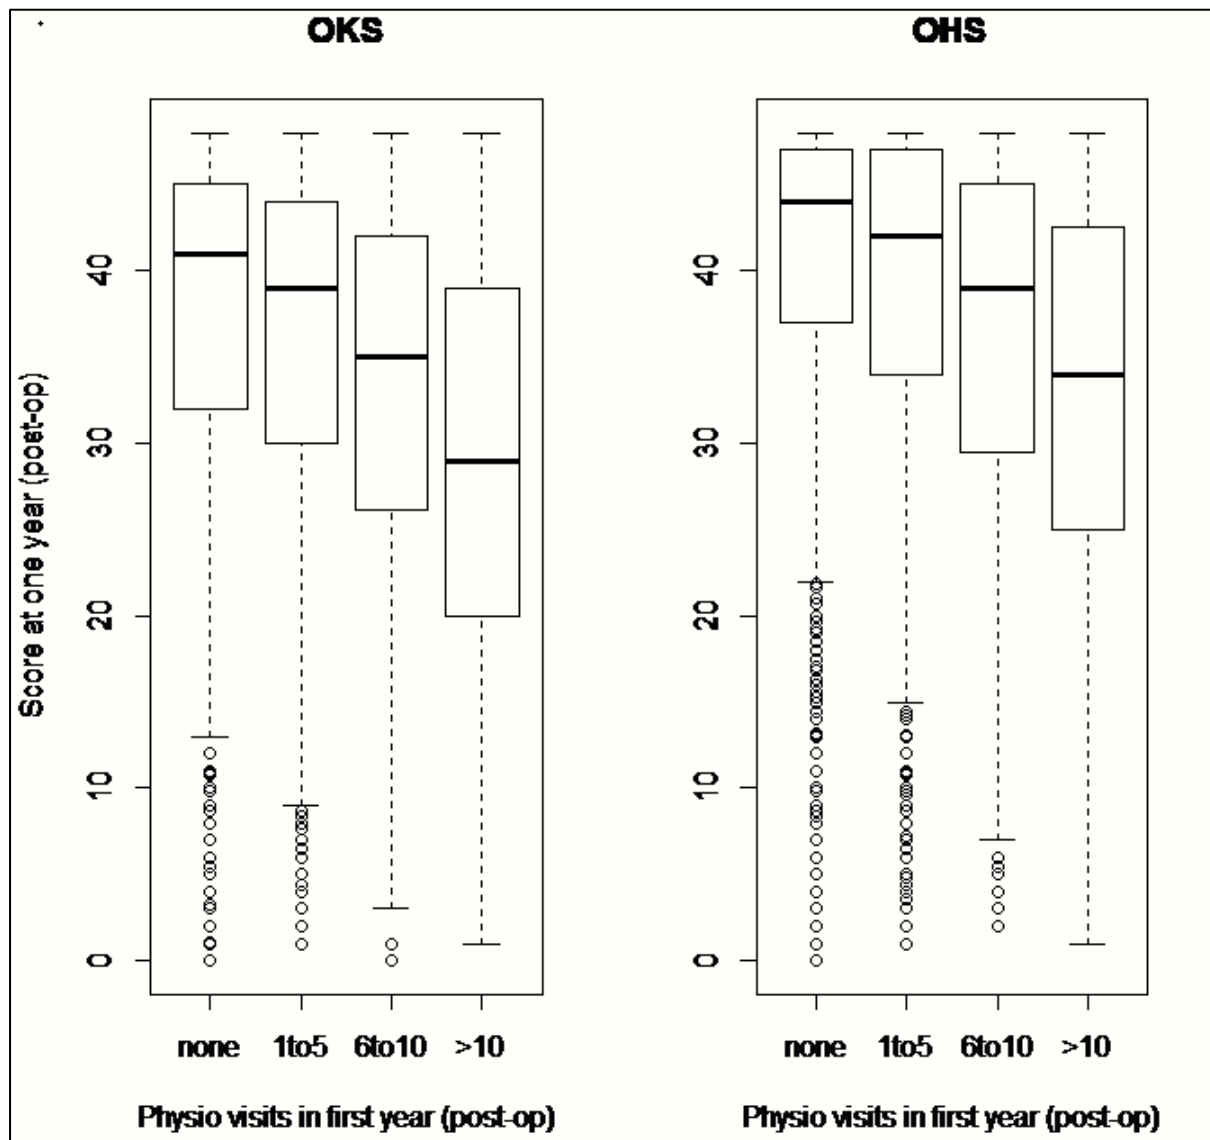 OKS
OHS
Score at one year (post-op)
40
30
20
10
0
none 1to5 6to10 >10
Physio visits in first year (post-op)
40
30
20
10
0
none 1to5 6to10 >10
Physio visits in first year (post-op)